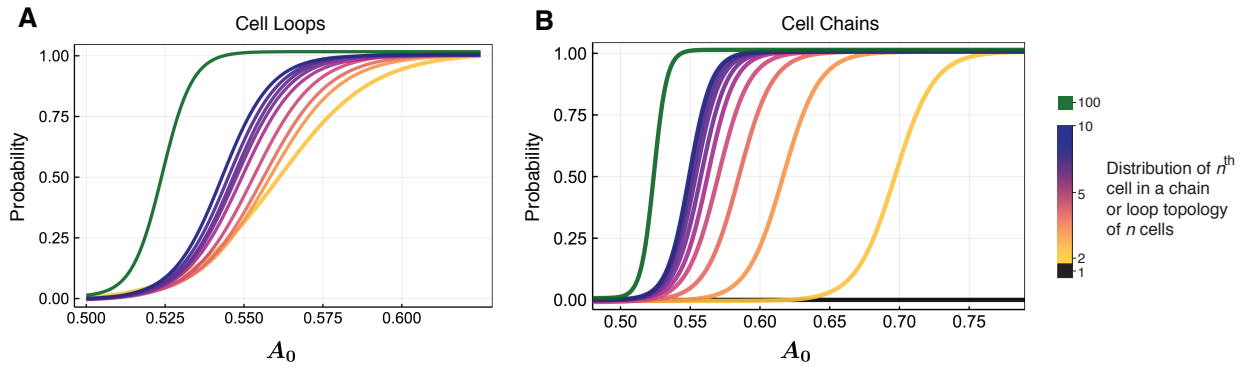 A
Cell Loops
Probability
1.00
0.75
0.50
0.25
0.00
0.500
0.525
0.550
0.575
0.600
A₀
B
Cell Chains
Probability
1.00
0.75
0.50
0.25
0.00
0.50
0.55
0.60
0.65
0.70
0.75
A₀
100
10
5
2
1
Distribution of nᵗʰ
cell in a chain
or loop topology
of n cells